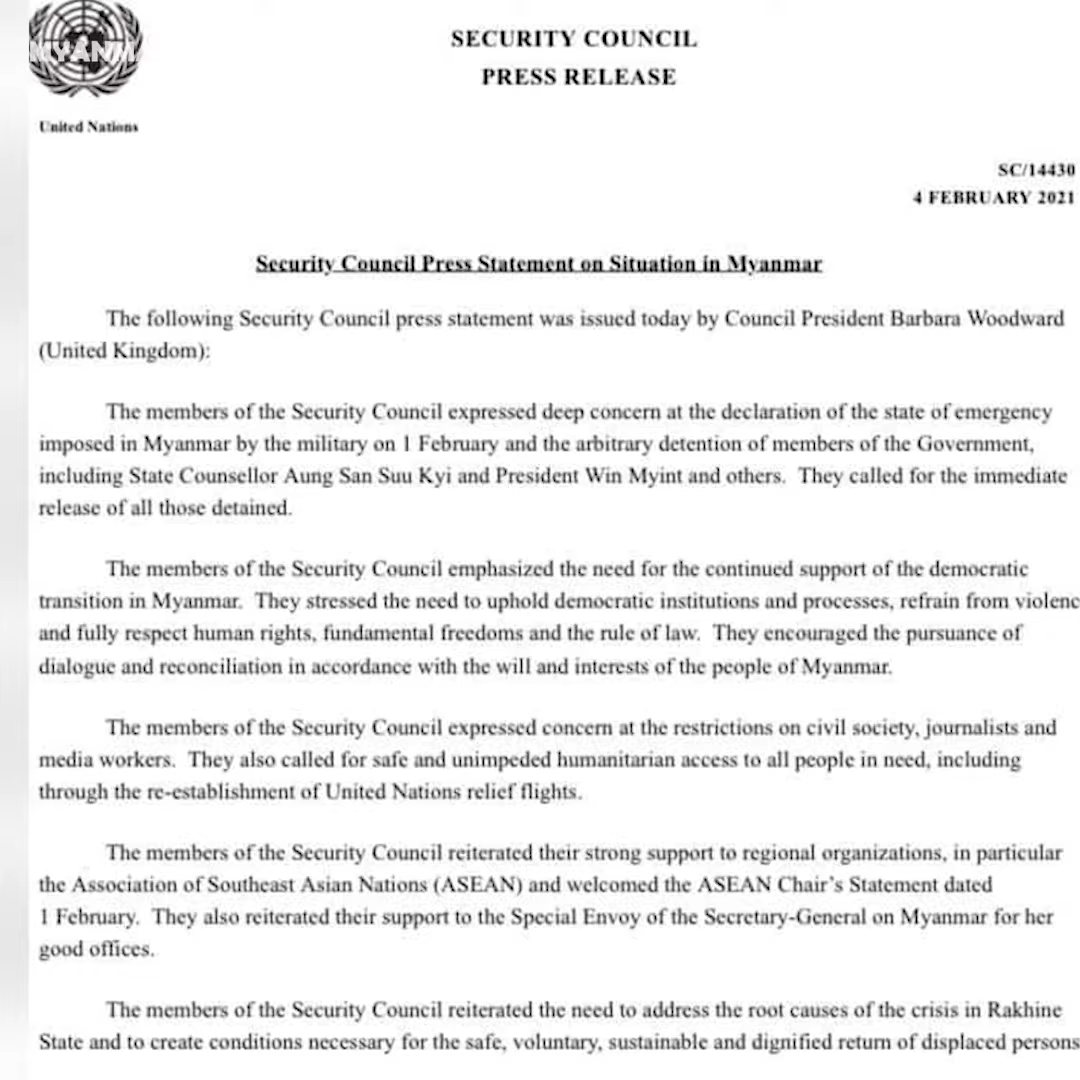 MYANM
SECURITY COUNCIL
PRESS RELEASE
United Nations
SC/14430
4 FEBRUARY 2021
Security Council Press Statement on Situation in Myanmar
The following Security Council press statement was issued today by Council President Barbara Woodward
(United Kingdom):
The members of the Security Council expressed deep concern at the declaration of the state of emergency
imposed in Myanmar by the military on 1 February and the arbitrary detention of members of the Government,
including State Counsellor Aung San Suu Kyi and President Win Myint and others. They called for the immediate
release of all those detained.
The members of the Security Council emphasized the need for the continued support of the democratic
transition in Myanmar. They stressed the need to uphold democratic institutions and processes, refrain from violenc
and fully respect human rights, fundamental freedoms and the rule of law. They encouraged the pursuance of
dialogue and reconciliation in accordance with the will and interests of the people of Myanmar.
The members of the Security Council expressed concern at the restrictions on civil society, journalists and
media workers. They also called for safe and unimpeded humanitarian access to all people in need, including
through the re-establishment of United Nations relief flights.
The members of the Security Council reiterated their strong support to regional organizations, in particular
the Association of Southeast Asian Nations (ASEAN) and welcomed the ASEAN Chair's Statement dated
1 February. They also reiterated their support to the Special Envoy of the Secretary-General on Myanmar for her
good offices.
The members of the Security Council reiterated the need to address the root causes of the crisis in Rakhine
State and to create conditions necessary for the safe, voluntary, sustainable and dignified return of displaced persons